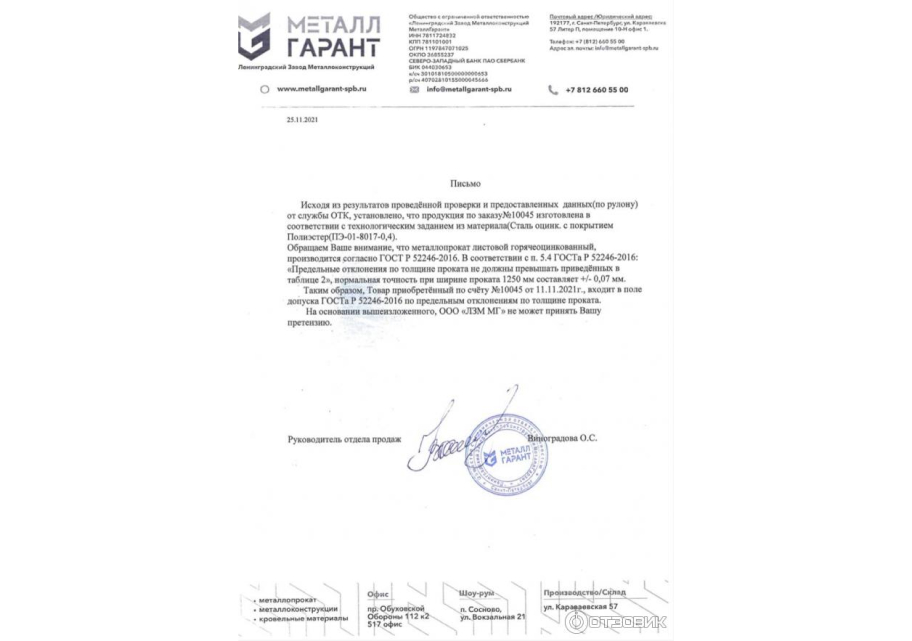 МЕТАЛЛ
ГАРАНТ
Ленинградский Завод Металлоконструкций
Общество с ограниченной ответственностью
«Ленинградский Завод Металлоконструкций
МеталлГарант»
ИНН 7811724832
КПП 781101001
ОГРН 1197847071025
ОКПО 36855237
СЕВЕРО-ЗАПАДНЫЙ БАНК ПАО СБЕРБАНК
БИК 044030653
к/сч 30101810500000000653
р/сч 40702810155000045666
Почтовый адрес /Юридический адрес:
192177, г. Санкт-Петербург, ул. Караваевская
57 Литер П, помещение 10-Н офис 1.
Телефон: +7 (812) 660 55 00
Адрес эл. почты: info@metallgarant-spb.ru
www.metallgarant-spb.ru
info@metallgarant-spb.ru
+7 812 660 55 00
25.11.2021
Письмо
Исходя из результатов проведённой проверки и предоставленных данных(по рулону)
от службы ОТК, установлено, что продукция по заказу№10045 изготовлена в
соответствии с технологическим заданием из материала(Сталь оцинк. с покрытием
Полиэстер(ПЭ-01-8017-0,4).
Обращаем Ваше внимание, что металлопрокат листовой горячеоцинкованный,
производится согласно ГОСТ Р 52246-2016. В соответствии с п. 5.4 ГОСТа Р 52246-2016:
«Предельные отклонения по толщине проката не должны превышать приведённых в
таблице 2», нормальная точность при ширине проката 1250 мм составляет +/- 0,07 мм.
Таким образом, Товар приобретённый по счёту №10045 от 11.11.2021г., входит в поле
допуска ГОСТа Р 52246-2016 по предельным отклонениям по толщине проката.
На основании вышеизложенного, ООО «ЛЗМ МГ» не может принять Вашу
претензию.
Руководитель отдела продаж
Виноградова О.С.
МЕТАЛЛ
ГАРАНТ
• металлопрокат
• металлоконструкции
• кровельные материалы
Офис
пр. Обуховской
Обороны 112 к2
517 офис
Шоу-рум
п. Сосново,
ул. Вокзальная 21
Производство/Склад
ул. Караваевская 57
ОТЗОВИК